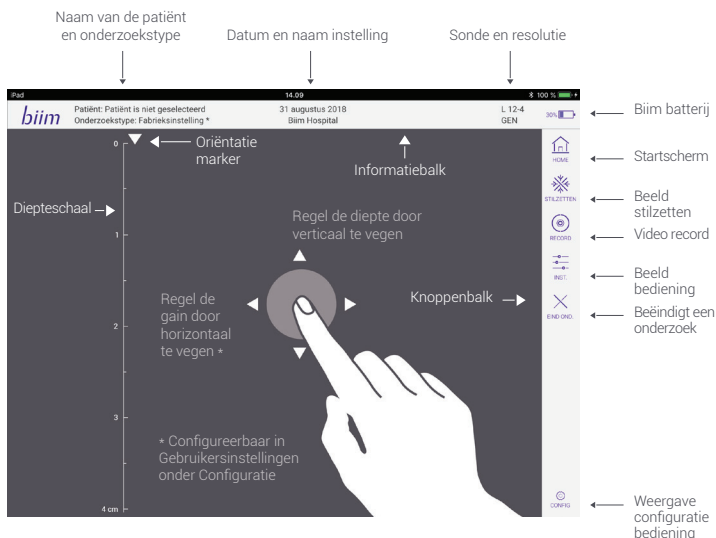 Naam van de patiënt
en onderzoekstype
Datum en naam instelling
Sonde en resolutie
iPad
14.09
100 %
biim
Patiënt: Patiënt is niet geselecteerd
Onderzoekstype: Fabrieksinstelling *
31 augustus 2018
Biim Hospital
L 12-4
GEN
30%
Biim batterij
0
Oriëntatie
marker
Informatiebalk
HOME
Startscherm
STILZETTEN
Beeld
stilzetten
Diepteschaal
Regel de diepte door
verticaal te vegen
RECORD
Video record
1
INST.
Beeld
bediening
Regel de
gain door
horizontaal
te vegen *
Knoppenbalk
EIND OND.
Beëindigt een
onderzoek
2
3
* Configureerbaar in
Gebruikersinstellingen
onder Configuratie
4 cm
CONFIG
Weergave
configuratie
bediening